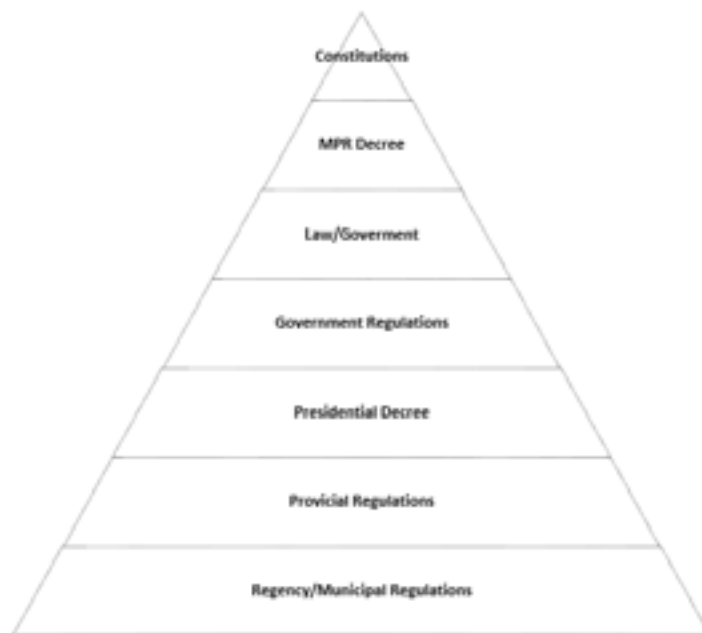 Constitutions
MPR Decree
Law/Goverment
Government Regulations
Presidential Decree
Provicial Regulations
Regency/Municipal Regulations